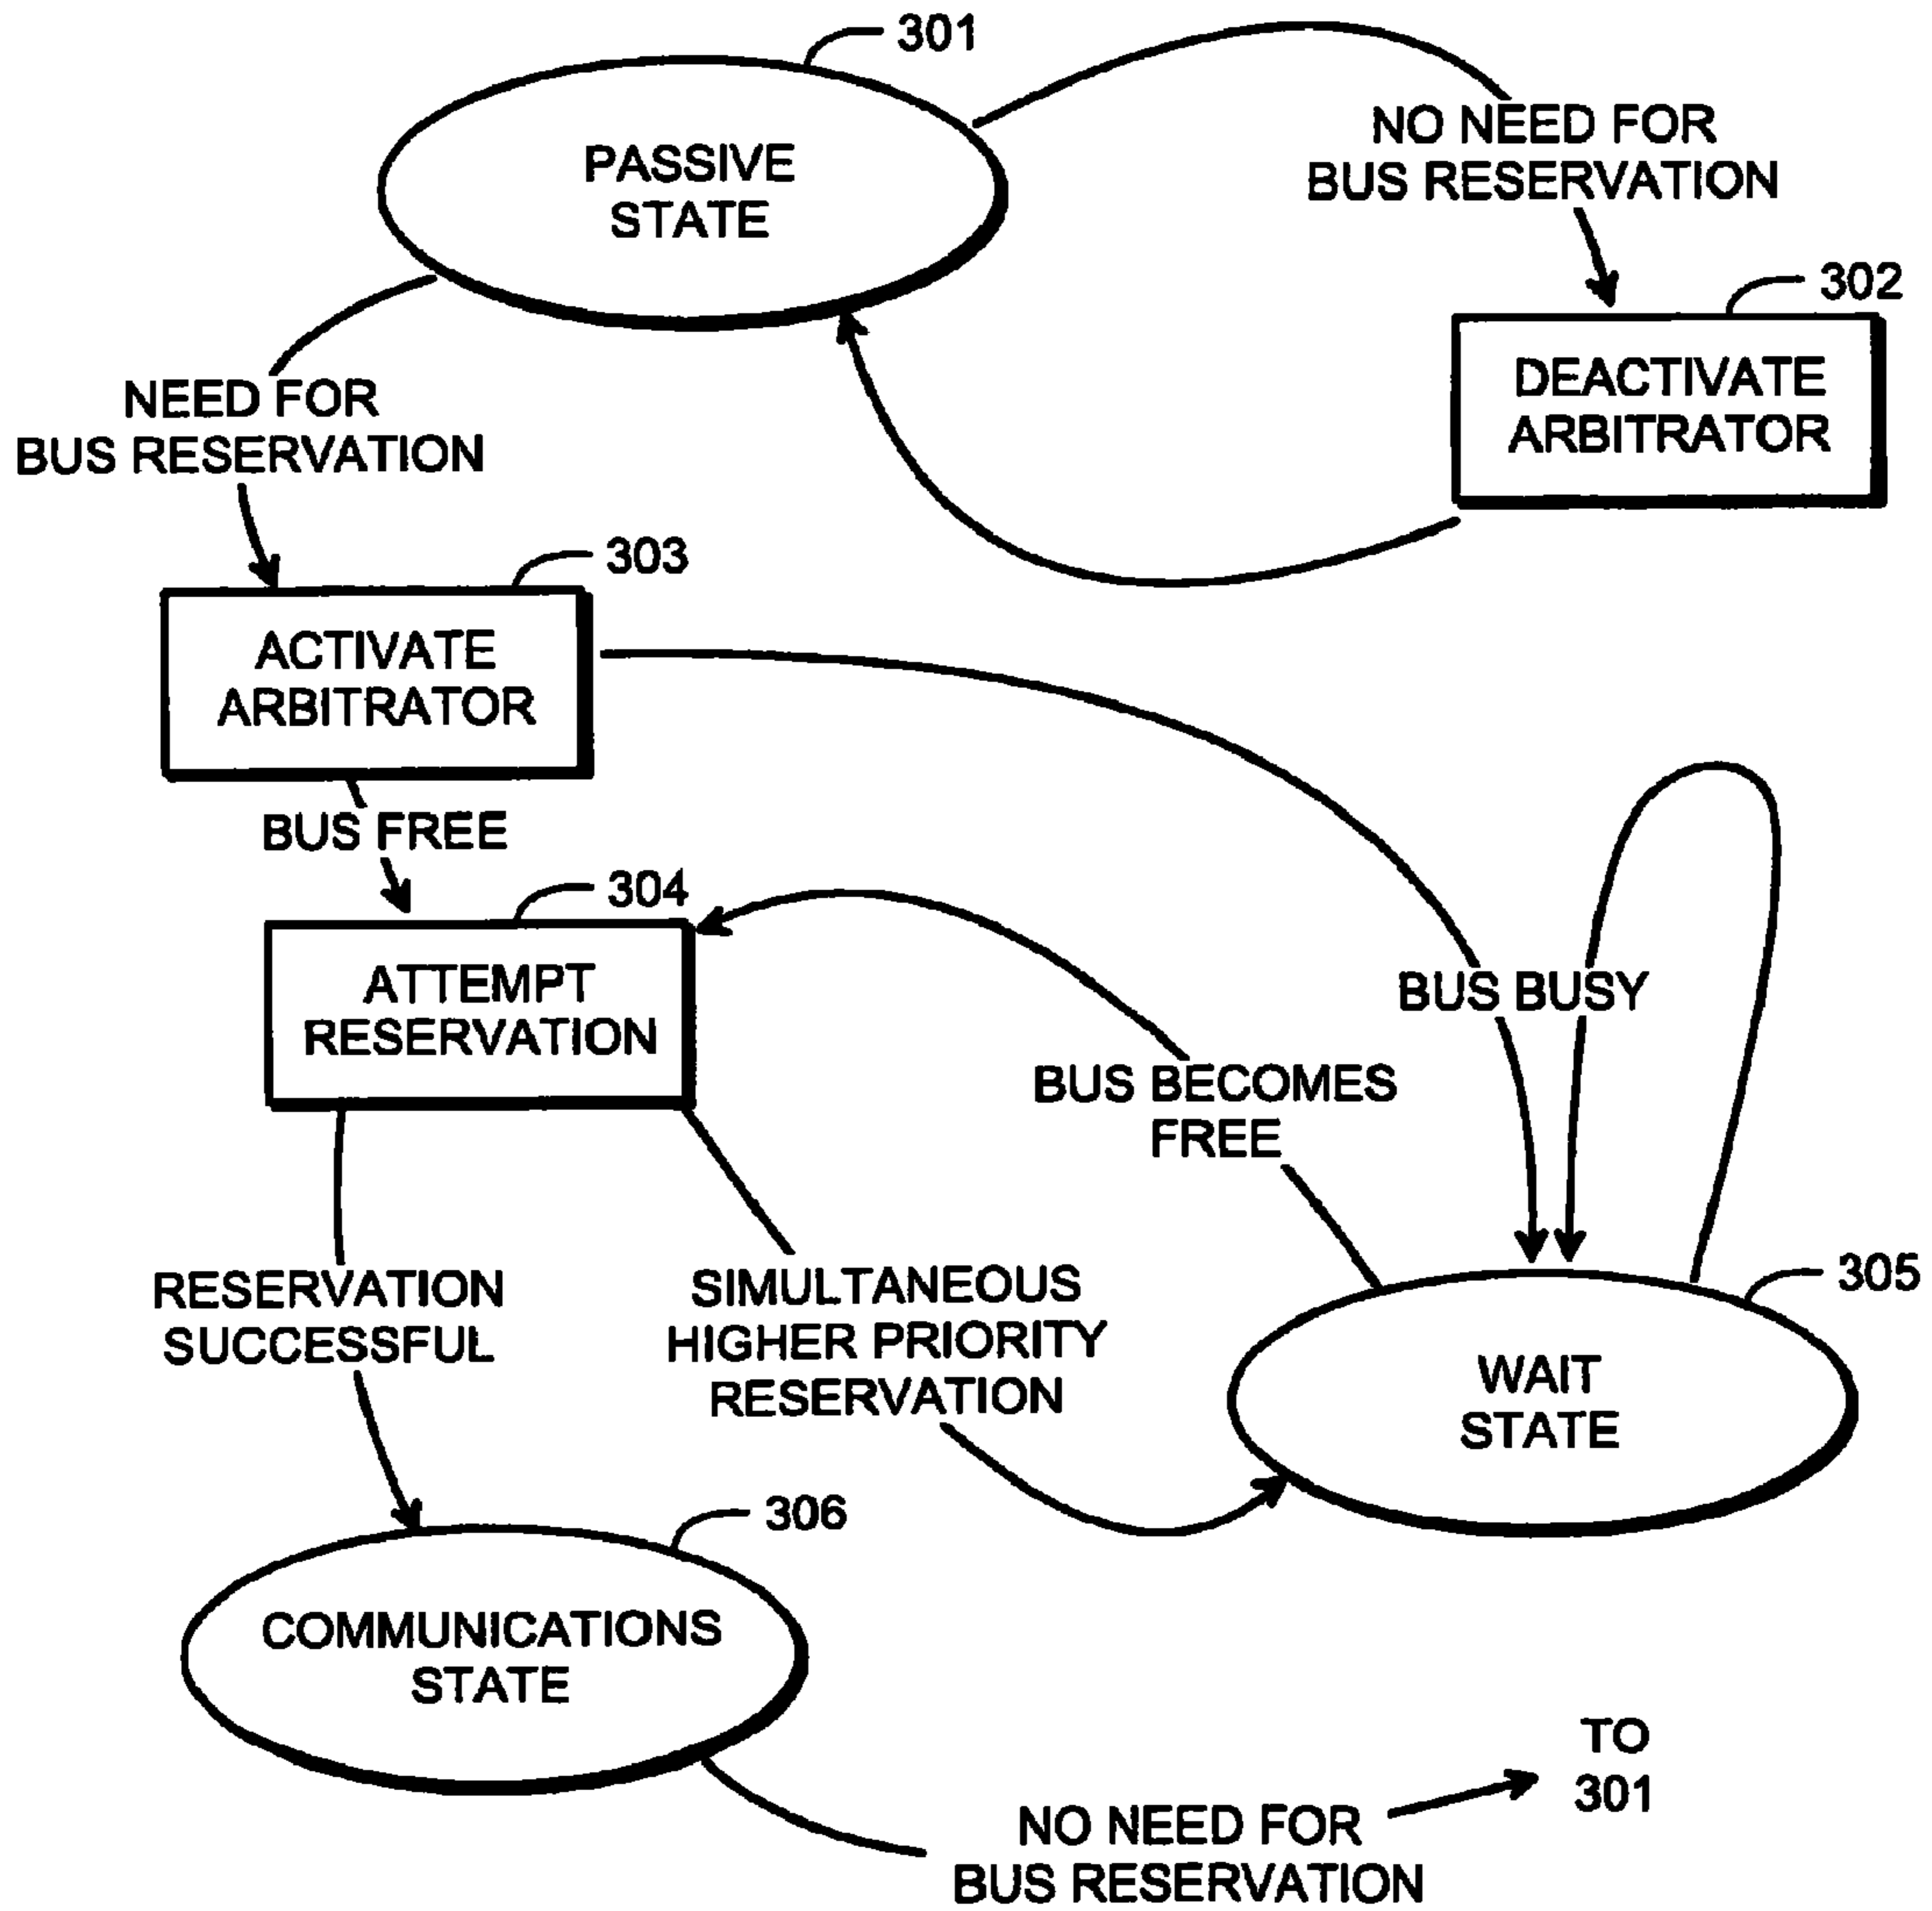 301
PASSIVE
STATE
NO NEED FOR
BUS RESERVATION
302
DEACTIVATE
ARBITRATOR
NEED FOR
BUS RESERVATION
303
ACTIVATE
ARBITRATOR
BUS FREE
304
ATTEMPT
RESERVATION
BUS BUSY
BUS BECOMES
FREE
RESERVATION
SUCCESSFUL
SIMULTANEOUS
HIGHER PRIORITY
RESERVATION
305
WAIT
STATE
306
COMMUNICATIONS
STATE
NO NEED FOR
BUS RESERVATION
TO
301